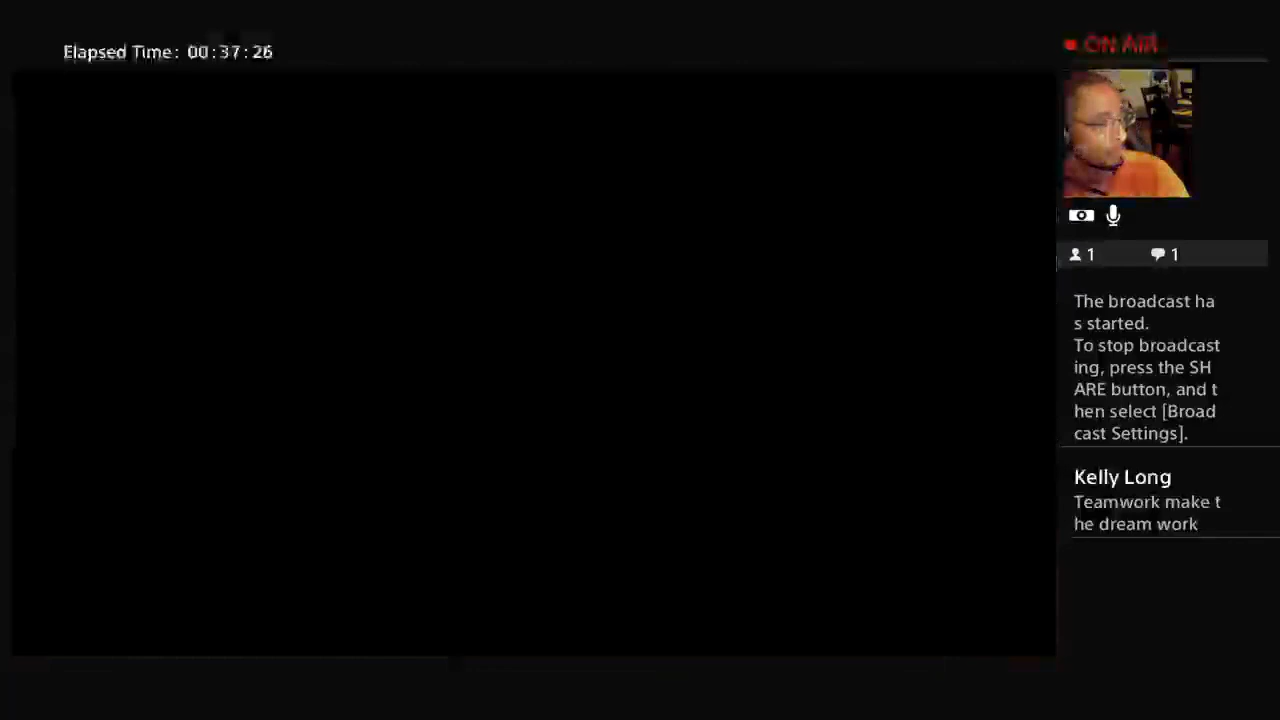 Elapsed Time: 00:37:26
ON AIR
1
1
The broadcast ha
s started.
To stop broadcast
ing, press the SH
ARE button, and t
hen select [Broad
cast Settings].
Kelly Long
Teamwork make t
he dream work